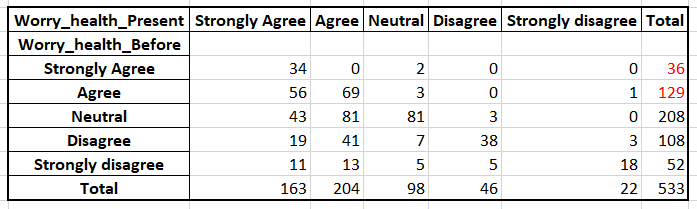 Worry_health_Present Strongly Agree Agree Neutral Disagree Strongly disagree Total
Worry_health_Before
Strongly Agree 34 0 2 0 0 36
Agree 56 69 3 0 1 129
Neutral 43 81 81 3 0 208
Disagree 19 41 7 38 3 108
Strongly disagree 11 13 5 5 18 52
Total 163 204 98 46 22 533